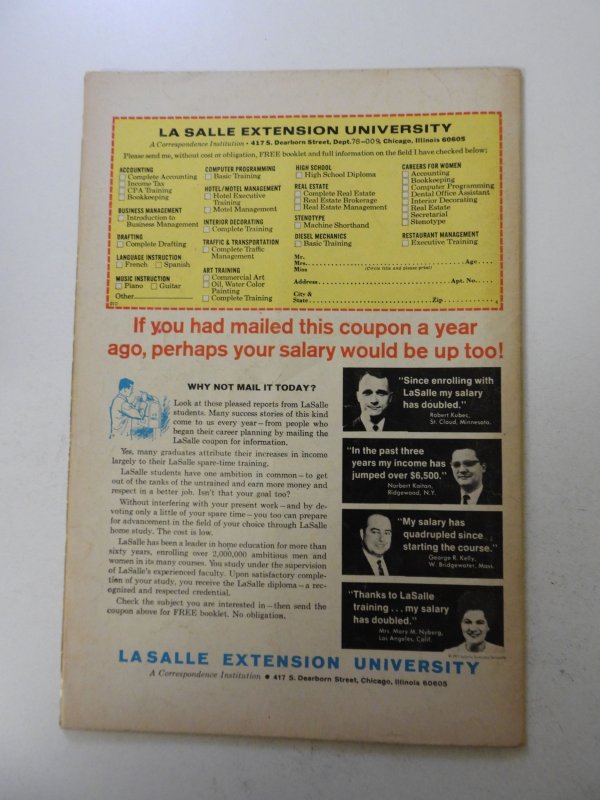 LA SALLE EXTENSION UNIVERSITY
A Correspondence Institution • 417 S. Dearborn Street, Dept. 78-009, Chicago, Illinois 60605
Please send me, without cost or obligation, FREE booklet and full information on the field I have checked below:
ACCOUNTING
Complete Accounting
Income Tax
CPA Training
Bookkeeping
BUSINESS MANAGEMENT
Introduction to
Business Management
DRAFTING
Complete Drafting
LANGUAGE INSTRUCTION
French Spanish
MUSIC INSTRUCTION
Piano Guitar
Other
COMPUTER PROGRAMMING
Basic Training
HOTEL/MOTEL MANAGEMENT
Hotel Executive
Training
Motel Management
INTERIOR DECORATING
Complete Training
TRAFFIC & TRANSPORTATION
Complete Traffic
Management
ART TRAINING
Commercial Art
Oil, Water Color
Painting
Complete Training
HIGH SCHOOL
High School Diploma
REAL ESTATE
Complete Real Estate
Real Estate Brokerage
Real Estate Management
STENOTYPE
Machine Shorthand
DIESEL MECHANICS
Basic Training
CAREERS FOR WOMEN
Accounting
Bookkeeping
Computer Programming
Dental Office Assistant
Interior Decorating
Real Estate
Secretarial
Stenotype
RESTAURANT MANAGEMENT
Executive Training
Mr.
Mrs. Age
Miss (Circle title and please print)
Address Apt. No.
City &
State Zip
If you had mailed this coupon a year
ago, perhaps your salary would be up too!
WHY NOT MAIL IT TODAY?
Look at these pleased reports from LaSalle
students. Many success stories of this kind
come to us every year—from people who
began their career planning by mailing the
LaSalle coupon for information.
Yes, many graduates attribute their increases in income
largely to their LaSalle spare-time training.
LaSalle students have one ambition in common—to get
out of the ranks of the untrained and earn more money and
respect in a better job. Isn't that your goal too?
Without interfering with your present work—and by de-
voting only a little of your spare time—you too can prepare
for advancement in the field of your choice through LaSalle
home study. The cost is low.
LaSalle has been a leader in home education for more than
sixty years, enrolling over 2,000,000 ambitious men and
women in its many courses. You study under the supervision
of LaSalle's experienced faculty. Upon satisfactory comple-
tion of your study, you receive the LaSalle diploma—a rec-
ognized and respected credential.
Check the subject you are interested in—then send the
coupon above for FREE booklet. No obligation.
"Since enrolling with
LaSalle my salary
has doubled."
Robert Kubes,
St. Cloud, Minnesota.
"In the past three
years my income has
jumped over $6,500."
Norbert Kaitan,
Ridgewood, N.Y.
"My salary has
quadrupled since
starting the course."
George R. Kelly,
W. Bridgewater, Mass.
"Thanks to LaSalle
training . . . my salary
has doubled."
Mrs. Mary M. Nyberg,
Los Angeles, Calif.
LA SALLE EXTENSION UNIVERSITY
A Correspondence Institution • 417 S. Dearborn Street, Chicago, Illinois 60605